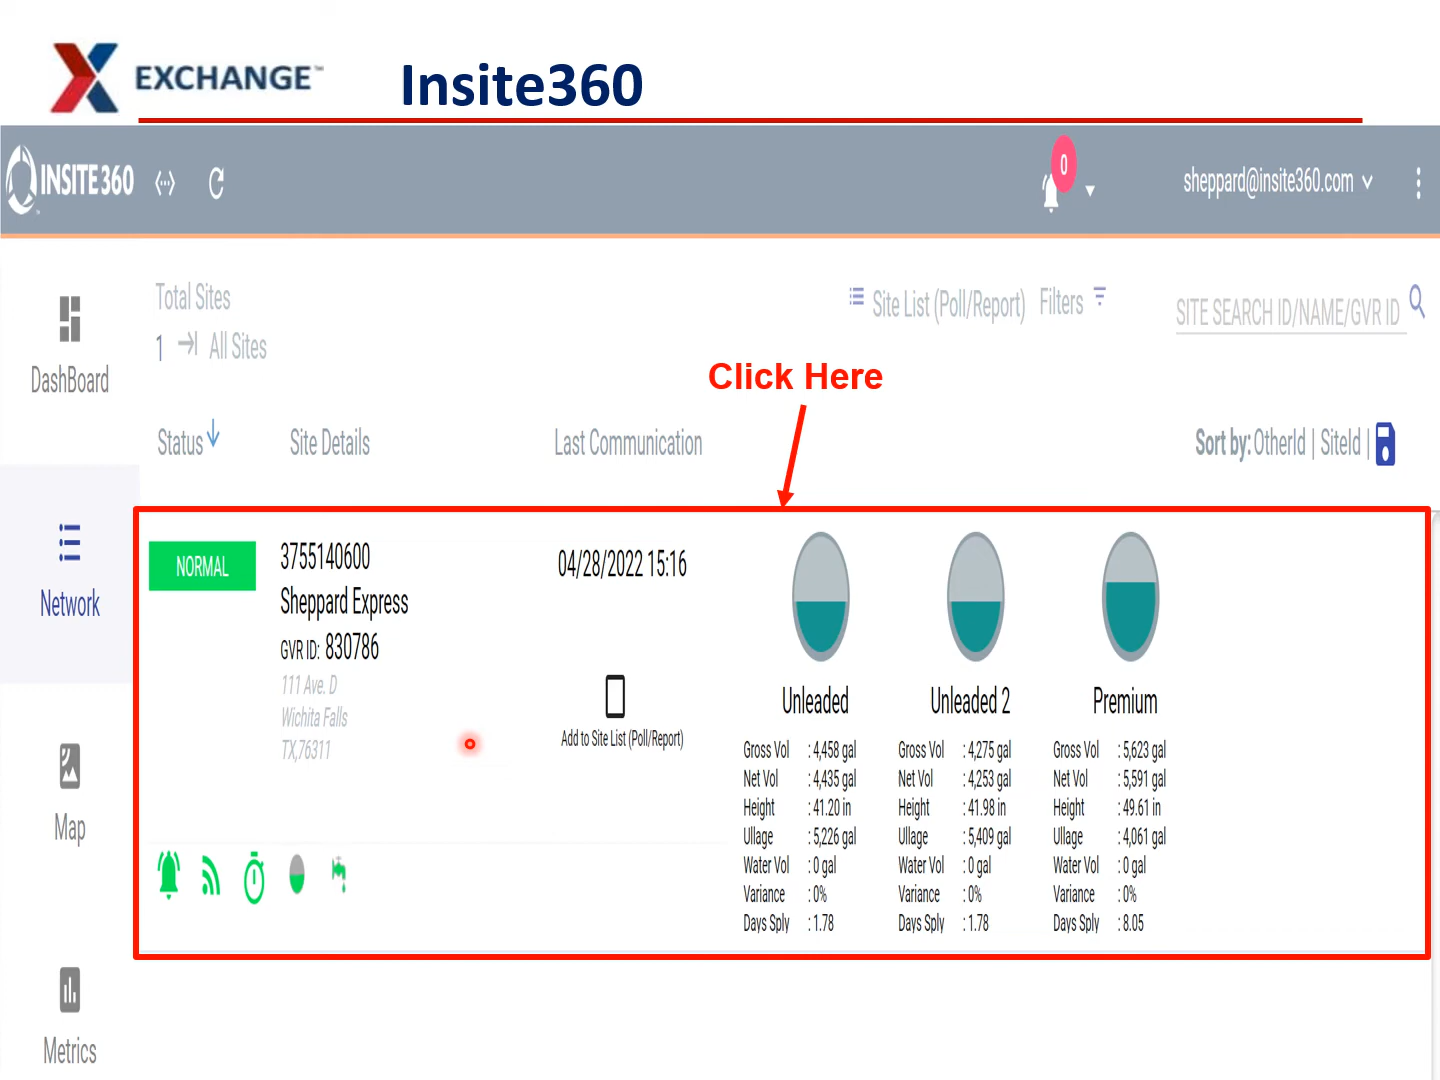 EXCHANGE™
Insite360
INSITE360
0
sheppard@insite360.com
DashBoard
Network
Map
Metrics
Total Sites
1 All Sites
Site List (Poll/Report) Filters
SITE SEARCH ID/NAME/GVR ID
Click Here
Status Site Details Last Communication
Sort by: OtherId | SiteId |
NORMAL
3755140600
Sheppard Express
GVR ID: 830786
111 Ave. D
Wichita Falls
TX,76311
04/28/2022 15:16
Add to Site List (Poll/Report)
Unleaded
Gross Vol : 4,458 gal
Net Vol : 4,435 gal
Height : 41.20 in
Ullage : 5,226 gal
Water Vol : 0 gal
Variance : 0%
Days Sply : 1.78
Unleaded 2
Gross Vol : 4,275 gal
Net Vol : 4,253 gal
Height : 41.98 in
Ullage : 5,409 gal
Water Vol : 0 gal
Variance : 0%
Days Sply : 1.78
Premium
Gross Vol : 5,623 gal
Net Vol : 5,591 gal
Height : 49.61 in
Ullage : 4,061 gal
Water Vol : 0 gal
Variance : 0%
Days Sply : 8.05